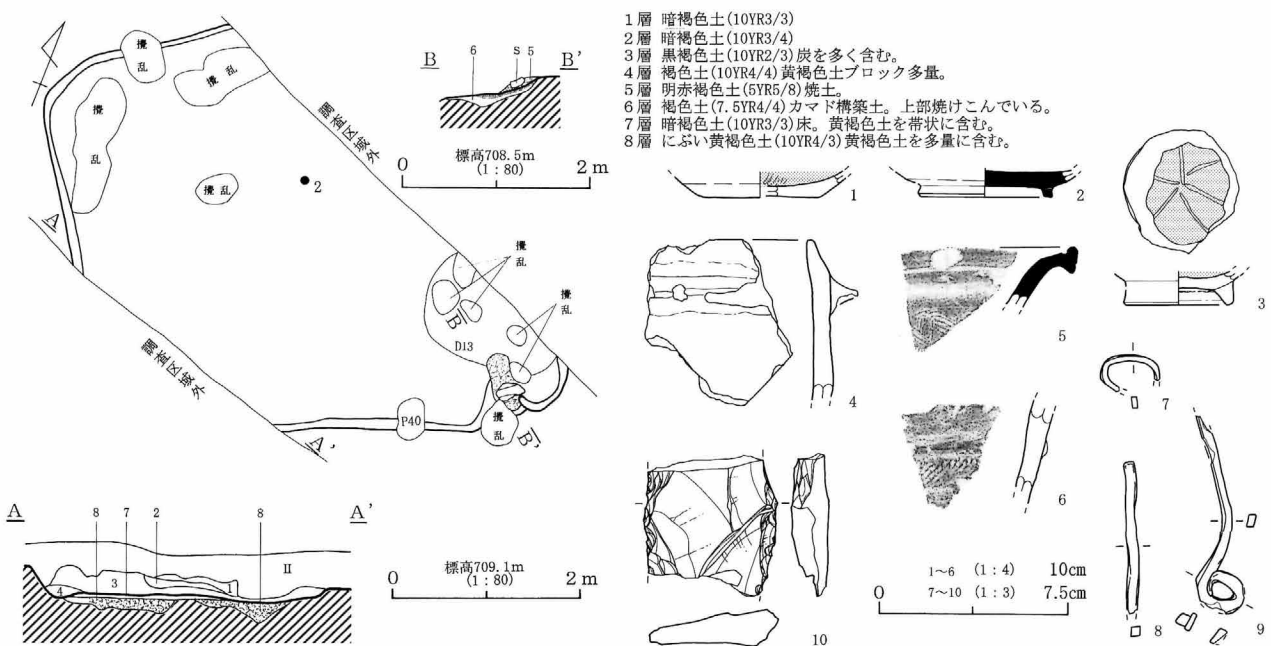 1層 暗褐色土(10YR3/3)
2層 暗褐色土(10YR3/4)
3層 黒褐色土(10YR2/3)炭を多く含む。
4層 褐色土(10YR4/4)黄褐色土ブロック多量。
5層 明赤褐色土(5YR5/8)焼土。
6層 褐色土(7.5YR4/4)カマド構築土。上部焼けこんでいる。
7層 暗褐色土(10YR3/3)床。黄褐色土を帯状に含む。
8層 にぶい黄褐色土(10YR4/3)黄褐色土を多量に含む。
攪乱
攪乱
攪乱
攪乱
調査区域外
2
A
攪乱
攪乱
B
D13
調査区域外
P40
攪乱
A'
B'
B 6 S 5 B'
標高708.5m
0 (1:80) 2m
A 8 7 2 8 A'
II
3
1
4
標高709.1m
0 (1:80) 2m
1
2
3
4
5
6
7
8
9
10
1~6 (1:4) 10cm
0 7~10 (1:3) 7.5cm